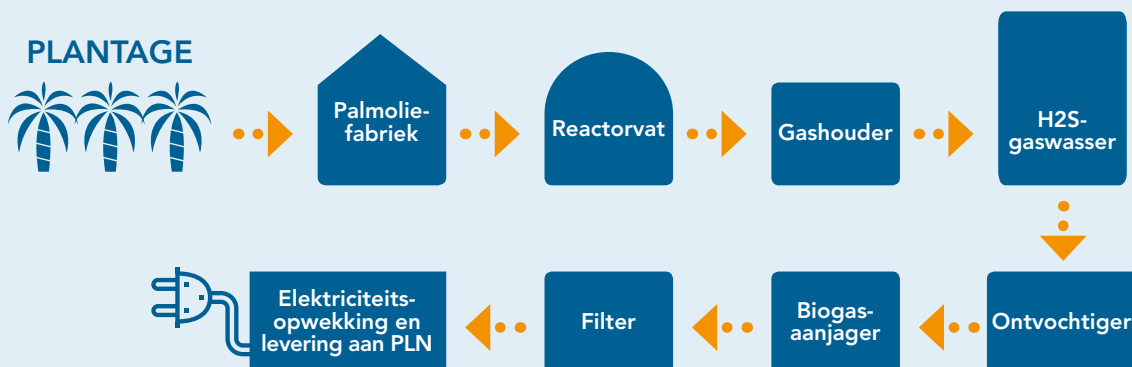 PLANTAGE
Palmolie-
fabriek
Reactorvat
Gashouder
H2S-
gaswasser
Elektriciteits-
opwekking en
levering aan PLN
Filter
Biogas-
aanjager
Ontvochtiger